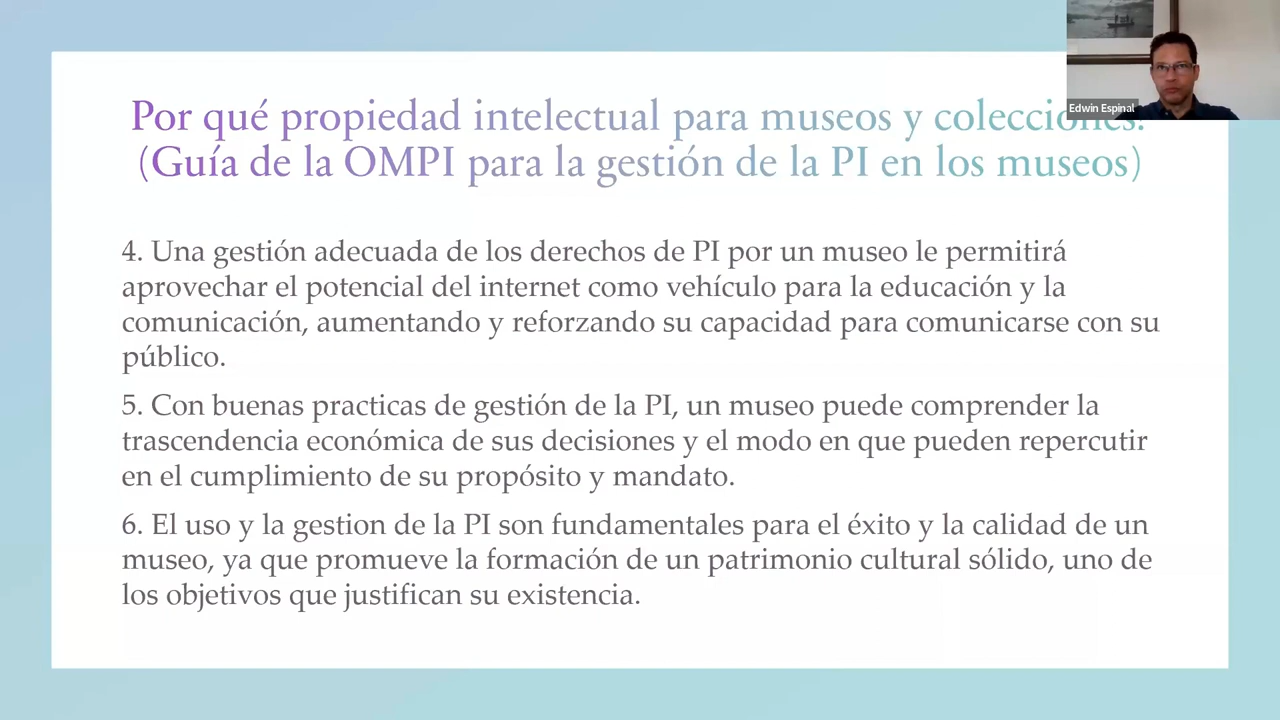 Por qué propiedad intelectual para museos y colecciones.
(Guía de la OMPI para la gestión de la PI en los museos)
Edwin Espinal
4. Una gestión adecuada de los derechos de PI por un museo le permitirá
aprovechar el potencial del internet como vehículo para la educación y la
comunicación, aumentando y reforzando su capacidad para comunicarse con su
público.
5. Con buenas practicas de gestión de la PI, un museo puede comprender la
trascendencia económica de sus decisiones y el modo en que pueden repercutir
en el cumplimiento de su propósito y mandato.
6. El uso y la gestion de la PI son fundamentales para el éxito y la calidad de un
museo, ya que promueve la formación de un patrimonio cultural sólido, uno de
los objetivos que justifican su existencia.